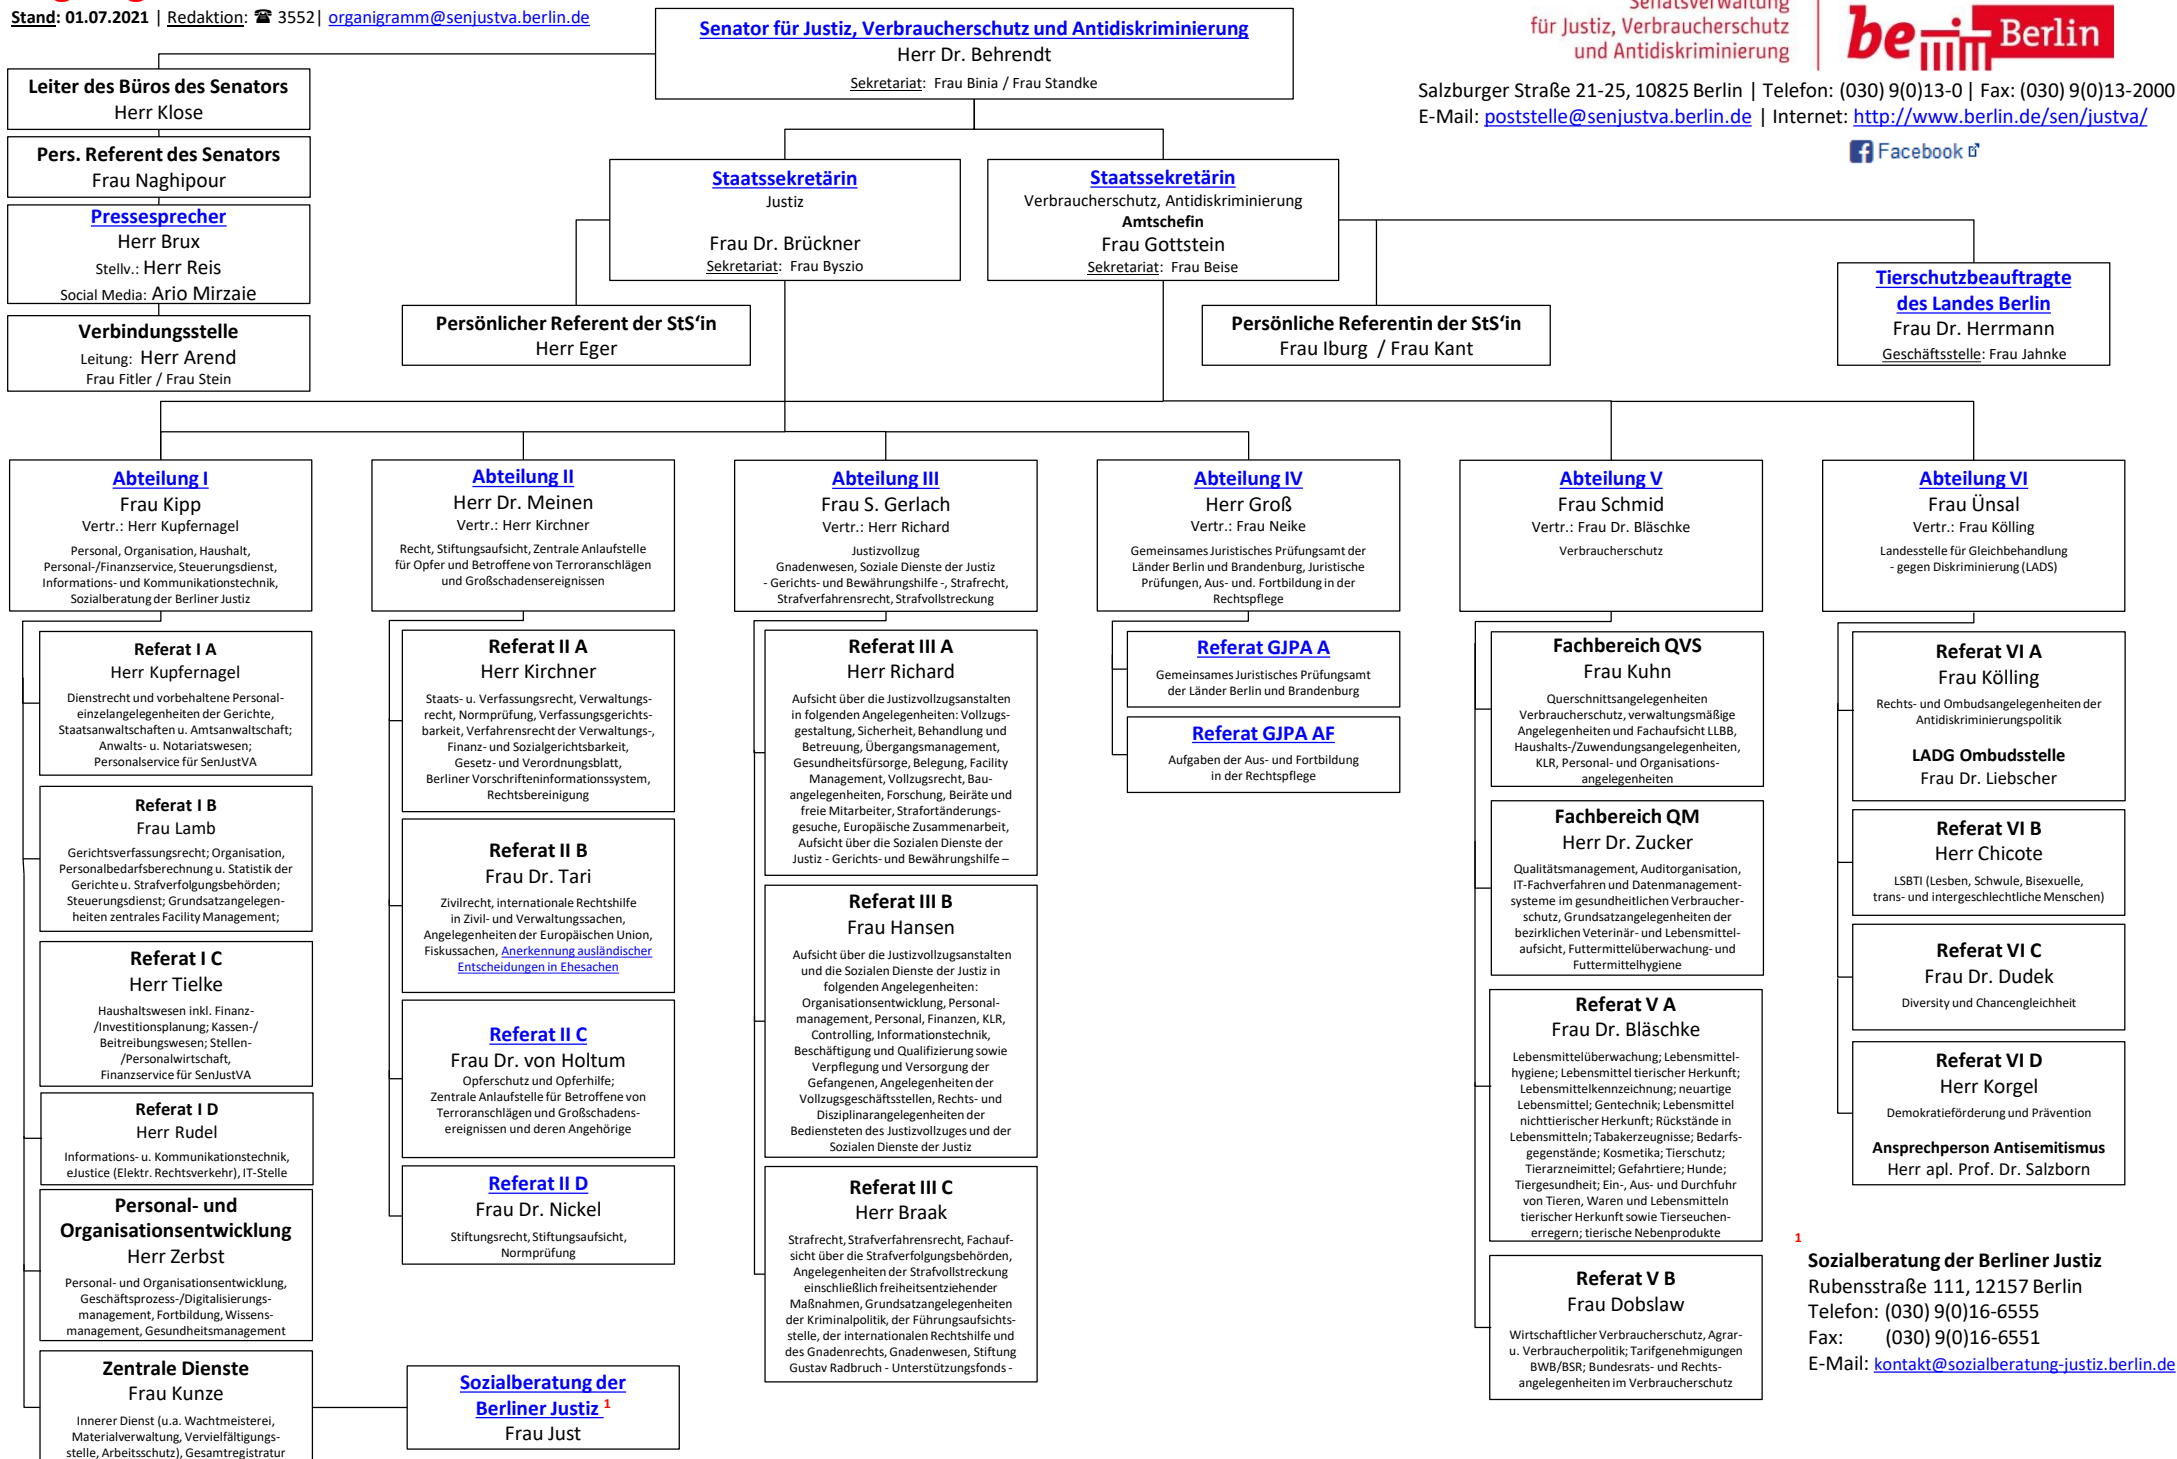 Stand: 01.07.2021 | Redaktion: ☎ 3552| organigramm@senjustva.berlin.de
Senator für Justiz, Verbraucherschutz und Antidiskriminierung
Herr Dr. Behrendt
Sekretariat: Frau Binia / Frau Standke
Senatsverwaltung
für Justiz, Verbraucherschutz
und Antidiskriminierung
be Berlin
Salzburger Straße 21-25, 10825 Berlin | Telefon: (030) 9(0)13-0 | Fax: (030) 9(0)13-2000
E-Mail: poststelle@senjustva.berlin.de | Internet: http://www.berlin.de/sen/justva/
Facebook
Leiter des Büros des Senators
Herr Klose
Pers. Referent des Senators
Frau Naghipour
Pressesprecher
Herr Brux
Stellv.: Herr Reis
Social Media: Ario Mirzaie
Verbindungsstelle
Leitung: Herr Arend
Frau Fitler / Frau Stein
Staatssekretärin
Justiz
Frau Dr. Brückner
Sekretariat: Frau Byszio
Staatssekretärin
Verbraucherschutz, Antidiskriminierung
Amtschefin
Frau Gottstein
Sekretariat: Frau Beise
Persönlicher Referent der StS‘in
Herr Eger
Persönliche Referentin der StS‘in
Frau Iburg / Frau Kant
Tierschutzbeauftragte
des Landes Berlin
Frau Dr. Herrmann
Geschäftsstelle: Frau Jahnke
Abteilung I
Frau Kipp
Vertr.: Herr Kupfernagel
Personal, Organisation, Haushalt,
Personal-/Finanzservice, Steuerungsdienst,
Informations- und Kommunikationstechnik,
Sozialberatung der Berliner Justiz
Abteilung II
Herr Dr. Meinen
Vertr.: Herr Kirchner
Recht, Stiftungsaufsicht, Zentrale Anlaufstelle
für Opfer und Betroffene von Terroranschlägen
und Großschadensereignissen
Abteilung III
Frau S. Gerlach
Vertr.: Herr Richard
Justizvollzug
Gnadenwesen, Soziale Dienste der Justiz
- Gerichts- und Bewährungshilfe -, Strafrecht,
Strafverfahrensrecht, Strafvollstreckung
Abteilung IV
Herr Groß
Vertr.: Frau Neike
Gemeinsames Juristisches Prüfungsamt der
Länder Berlin und Brandenburg, Juristische
Prüfungen, Aus- und. Fortbildung in der
Rechtspflege
Abteilung V
Frau Schmid
Vertr.: Frau Dr. Bläschke
Verbraucherschutz
Abteilung VI
Frau Ünsal
Vertr.: Frau Kölling
Landesstelle für Gleichbehandlung
- gegen Diskriminierung (LADS)
Referat I A
Herr Kupfernagel
Dienstrecht und vorbehaltene Personal-
einzelangelegenheiten der Gerichte,
Staatsanwaltschaften u. Amtsanwaltschaft;
Anwalts- u. Notariatswesen;
Personalservice für SenJustVA
Referat I B
Frau Lamb
Gerichtsverfassungsrecht; Organisation,
Personalbedarfsberechnung u. Statistik der
Gerichte u. Strafverfolgungsbehörden;
Steuerungsdienst; Grundsatzangelegen-
heiten zentrales Facility Management;
Referat I C
Herr Tielke
Haushaltswesen inkl. Finanz-
/Investitionsplanung; Kassen-/
Beitreibungswesen; Stellen-
/Personalwirtschaft,
Finanzservice für SenJustVA
Referat I D
Herr Rudel
Informations- u. Kommunikationstechnik,
eJustice (Elektr. Rechtsverkehr), IT-Stelle
Personal- und
Organisationsentwicklung
Herr Zerbst
Personal- und Organisationsentwicklung,
Geschäftsprozess-/Digitalisierungs-
management, Fortbildung, Wissens-
management, Gesundheitsmanagement
Zentrale Dienste
Frau Kunze
Innerer Dienst (u.a. Wachtmeisterei,
Materialverwaltung, Vervielfältigungs-
stelle, Arbeitsschutz), Gesamtregistratur
Referat II A
Herr Kirchner
Staats- u. Verfassungsrecht, Verwaltungs-
recht, Normprüfung, Verfassungsgerichts-
barkeit, Verfahrensrecht der Verwaltungs-,
Finanz- und Sozialgerichtsbarkeit,
Gesetz- und Verordnungsblatt,
Berliner Vorschrifteninformationssystem,
Rechtsbereinigung
Referat II B
Frau Dr. Tari
Zivilrecht, internationale Rechtshilfe
in Zivil- und Verwaltungssachen,
Angelegenheiten der Europäischen Union,
Fiskussachen, Anerkennung ausländischer
Entscheidungen in Ehesachen
Referat II C
Frau Dr. von Holtum
Opferschutz und Opferhilfe;
Zentrale Anlaufstelle für Betroffene von
Terroranschlägen und Großschadens-
ereignissen und deren Angehörige
Referat II D
Frau Dr. Nickel
Stiftungsrecht, Stiftungsaufsicht,
Normprüfung
Sozialberatung der
Berliner Justiz 1
Frau Just
Referat III A
Herr Richard
Aufsicht über die Justizvollzugsanstalten
in folgenden Angelegenheiten: Vollzugs-
gestaltung, Sicherheit, Behandlung und
Betreuung, Übergangsmanagement,
Gesundheitsfürsorge, Belegung, Facility
Management, Vollzugsrecht, Bau-
angelegenheiten, Forschung, Beiräte und
freie Mitarbeiter, Strafortänderungs-
gesuche, Europäische Zusammenarbeit,
Aufsicht über die Sozialen Dienste der
Justiz - Gerichts- und Bewährungshilfe –
Referat III B
Frau Hansen
Aufsicht über die Justizvollzugsanstalten
und die Sozialen Dienste der Justiz in
folgenden Angelegenheiten:
Organisationsentwicklung, Personal-
management, Personal, Finanzen, KLR,
Controlling, Informationstechnik,
Beschäftigung und Qualifizierung sowie
Verpflegung und Versorgung der
Gefangenen, Angelegenheiten der
Vollzugsgeschäftsstellen, Rechts- und
Disziplinarangelegenheiten der
Bediensteten des Justizvollzuges und der
Sozialen Dienste der Justiz
Referat III C
Herr Braak
Strafrecht, Strafverfahrensrecht, Fachauf-
sicht über die Strafverfolgungsbehörden,
Angelegenheiten der Strafvollstreckung
einschließlich freiheitsentziehender
Maßnahmen, Grundsatzangelegenheiten
der Kriminalpolitik, der Führungsaufsichts-
stelle, der internationalen Rechtshilfe und
des Gnadenrechts, Gnadenwesen, Stiftung
Gustav Radbruch - Unterstützungsfonds -
Referat GJPA A
Gemeinsames Juristisches Prüfungsamt
der Länder Berlin und Brandenburg
Referat GJPA AF
Aufgaben der Aus- und Fortbildung
in der Rechtspflege
Fachbereich QVS
Frau Kuhn
Querschnittsangelegenheiten
Verbraucherschutz, verwaltungsmäßige
Angelegenheiten und Fachaufsicht LLBB,
Haushalts-/Zuwendungsangelegenheiten,
KLR, Personal- und Organisations-
angelegenheiten
Fachbereich QM
Herr Dr. Zucker
Qualitätsmanagement, Auditorganisation,
IT-Fachverfahren und Datenmanagement-
systeme im gesundheitlichen Verbraucher-
schutz, Grundsatzangelegenheiten der
bezirklichen Veterinär- und Lebensmittel-
aufsicht, Futtermittelüberwachung- und
Futtermittelhygiene
Referat V A
Frau Dr. Bläschke
Lebensmittelüberwachung; Lebensmittel-
hygiene; Lebensmittel tierischer Herkunft;
Lebensmittelkennzeichnung; neuartige
Lebensmittel; Gentechnik; Lebensmittel
nichttierischer Herkunft; Rückstände in
Lebensmitteln; Tabakerzeugnisse; Bedarfs-
gegenstände; Kosmetika; Tierschutz;
Tierarzneimittel; Gefahrtiere; Hunde;
Tiergesundheit; Ein-, Aus- und Durchfuhr
von Tieren, Waren und Lebensmitteln
tierischer Herkunft sowie Tierseuchen-
erregern; tierische Nebenprodukte
Referat V B
Frau Dobslaw
Wirtschaftlicher Verbraucherschutz, Agrar-
u. Verbraucherpolitik; Tarifgenehmigungen
BWB/BSR; Bundesrats- und Rechts-
angelegenheiten im Verbraucherschutz
Referat VI A
Frau Kölling
Rechts- und Ombudsangelegenheiten der
Antidiskriminierungspolitik
LADG Ombudsstelle
Frau Dr. Liebscher
Referat VI B
Herr Chicote
LSBTI (Lesben, Schwule, Bisexuelle,
trans- und intergeschlechtliche Menschen)
Referat VI C
Frau Dr. Dudek
Diversity und Chancengleichheit
Referat VI D
Herr Korgel
Demokratieförderung und Prävention
Ansprechperson Antisemitismus
Herr apl. Prof. Dr. Salzborn
1
Sozialberatung der Berliner Justiz
Rubensstraße 111, 12157 Berlin
Telefon: (030) 9(0)16-6555
Fax: (030) 9(0)16-6551
E-Mail: kontakt@sozialberatung-justiz.berlin.de